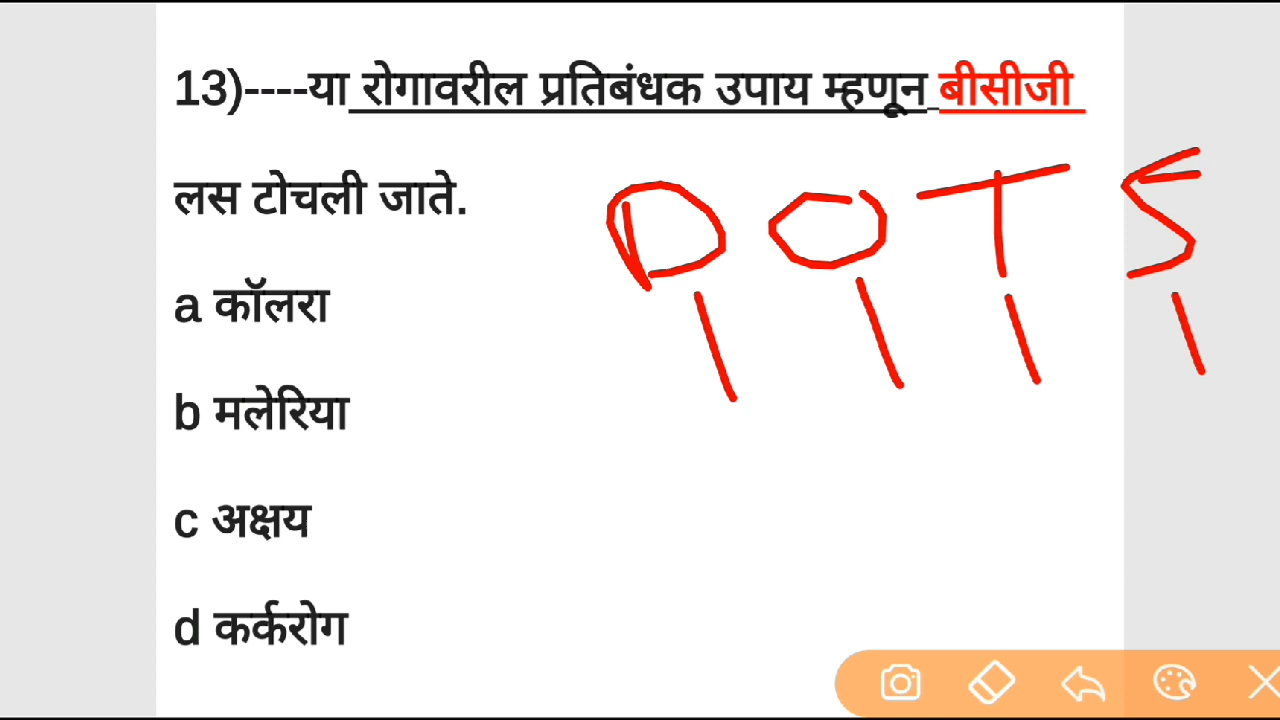 13)----या रोगावरील प्रतिबंधक उपाय म्हणून बीसीजी
लस टोचली जाते.
DOTS
a कॉलरा
b मलेरिया
c अक्षय
d कर्करोग